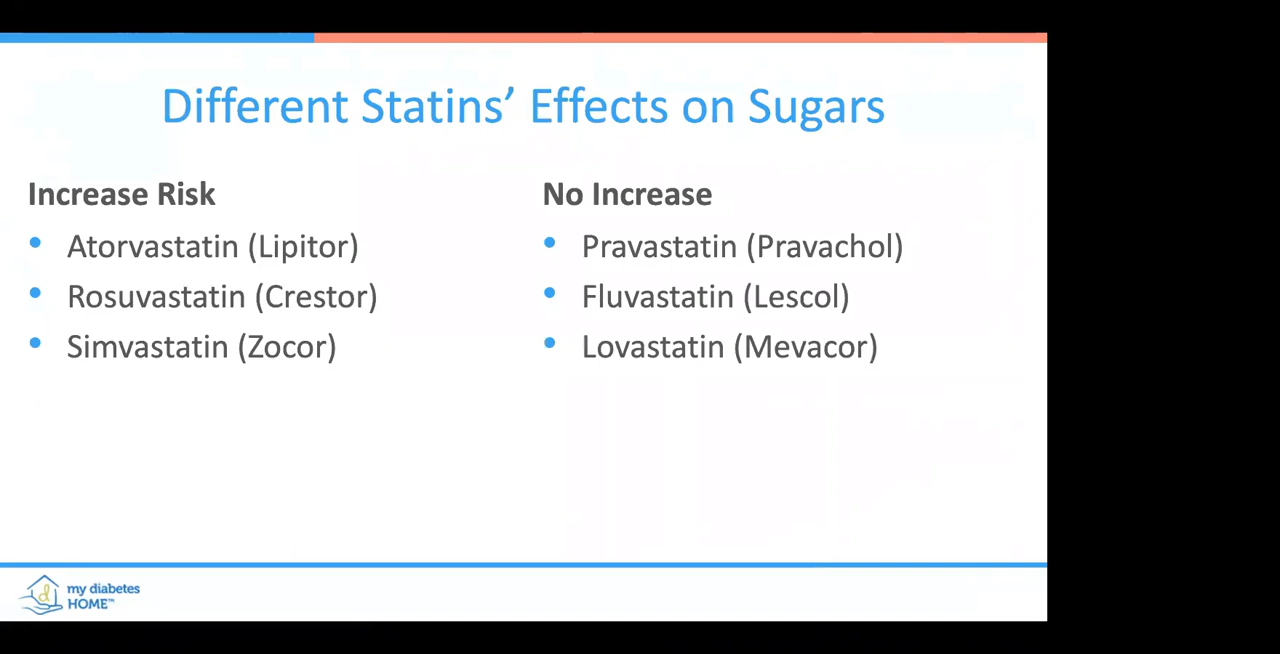 Different Statins’ Effects on Sugars
Increase Risk
• Atorvastatin (Lipitor)
• Rosuvastatin (Crestor)
• Simvastatin (Zocor)
No Increase
• Pravastatin (Pravachol)
• Fluvastatin (Lescol)
• Lovastatin (Mevacor)
my diabetes
HOME™